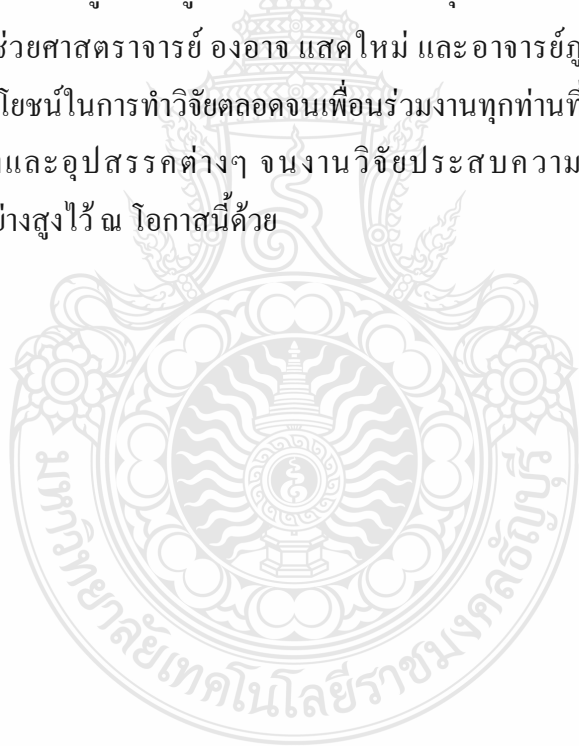 ช่วยศาสตราจารย์ องอาจ แสดใหม่ และอาจารย์ภู
โยชน์ในการทำวิจัยตลอดจนเพื่อนร่วมงานทุกท่านที่
และอุปสรรคต่างๆ จนงานวิจัยประสบความ
ย่างสูงไว้ ณ โอกาสนี้ด้วย
มหาวิทยาลัยเทคโนโลยีราชมงคลธัญบุรี